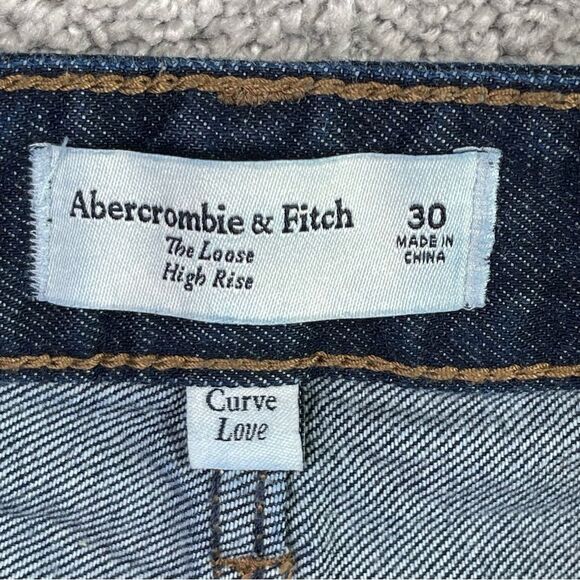 Abercrombie & Fitch 30
The Loose MADE IN
High Rise CHINA
Curve
Love